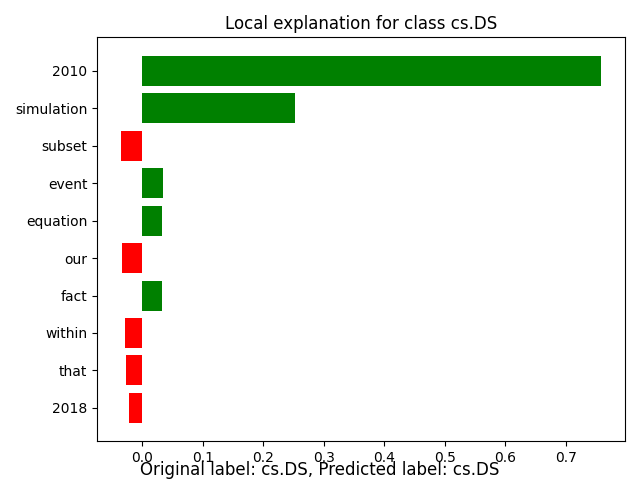 Local explanation for class cs.DS
2010
simulation
subset
event
equation
our
fact
within
that
2018
0.0 0.1 0.2 0.3 0.4 0.5 0.6 0.7
Original label: cs.DS, Predicted label: cs.DS